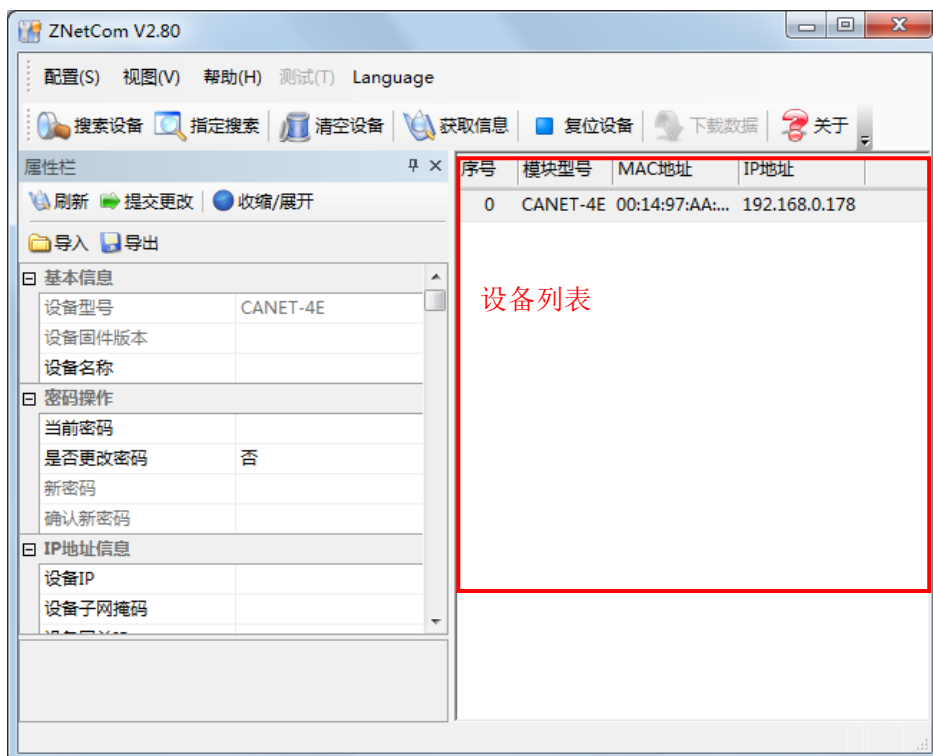 ZNetCom V2.80
配置(S) 视图(V) 帮助(H) 测试(T) Language
搜索设备 指定搜索 清空设备 获取信息 复位设备 下载数据 关于
属性栏
刷新 提交更改 收缩/展开
导入 导出
基本信息
设备型号 CANET-4E
设备固件版本
设备名称
密码操作
当前密码
是否更改密码 否
新密码
确认新密码
IP地址信息
设备IP
设备子网掩码
序号 模块型号 MAC地址 IP地址
0 CANET-4E 00:14:97:AA:... 192.168.0.178
设备列表